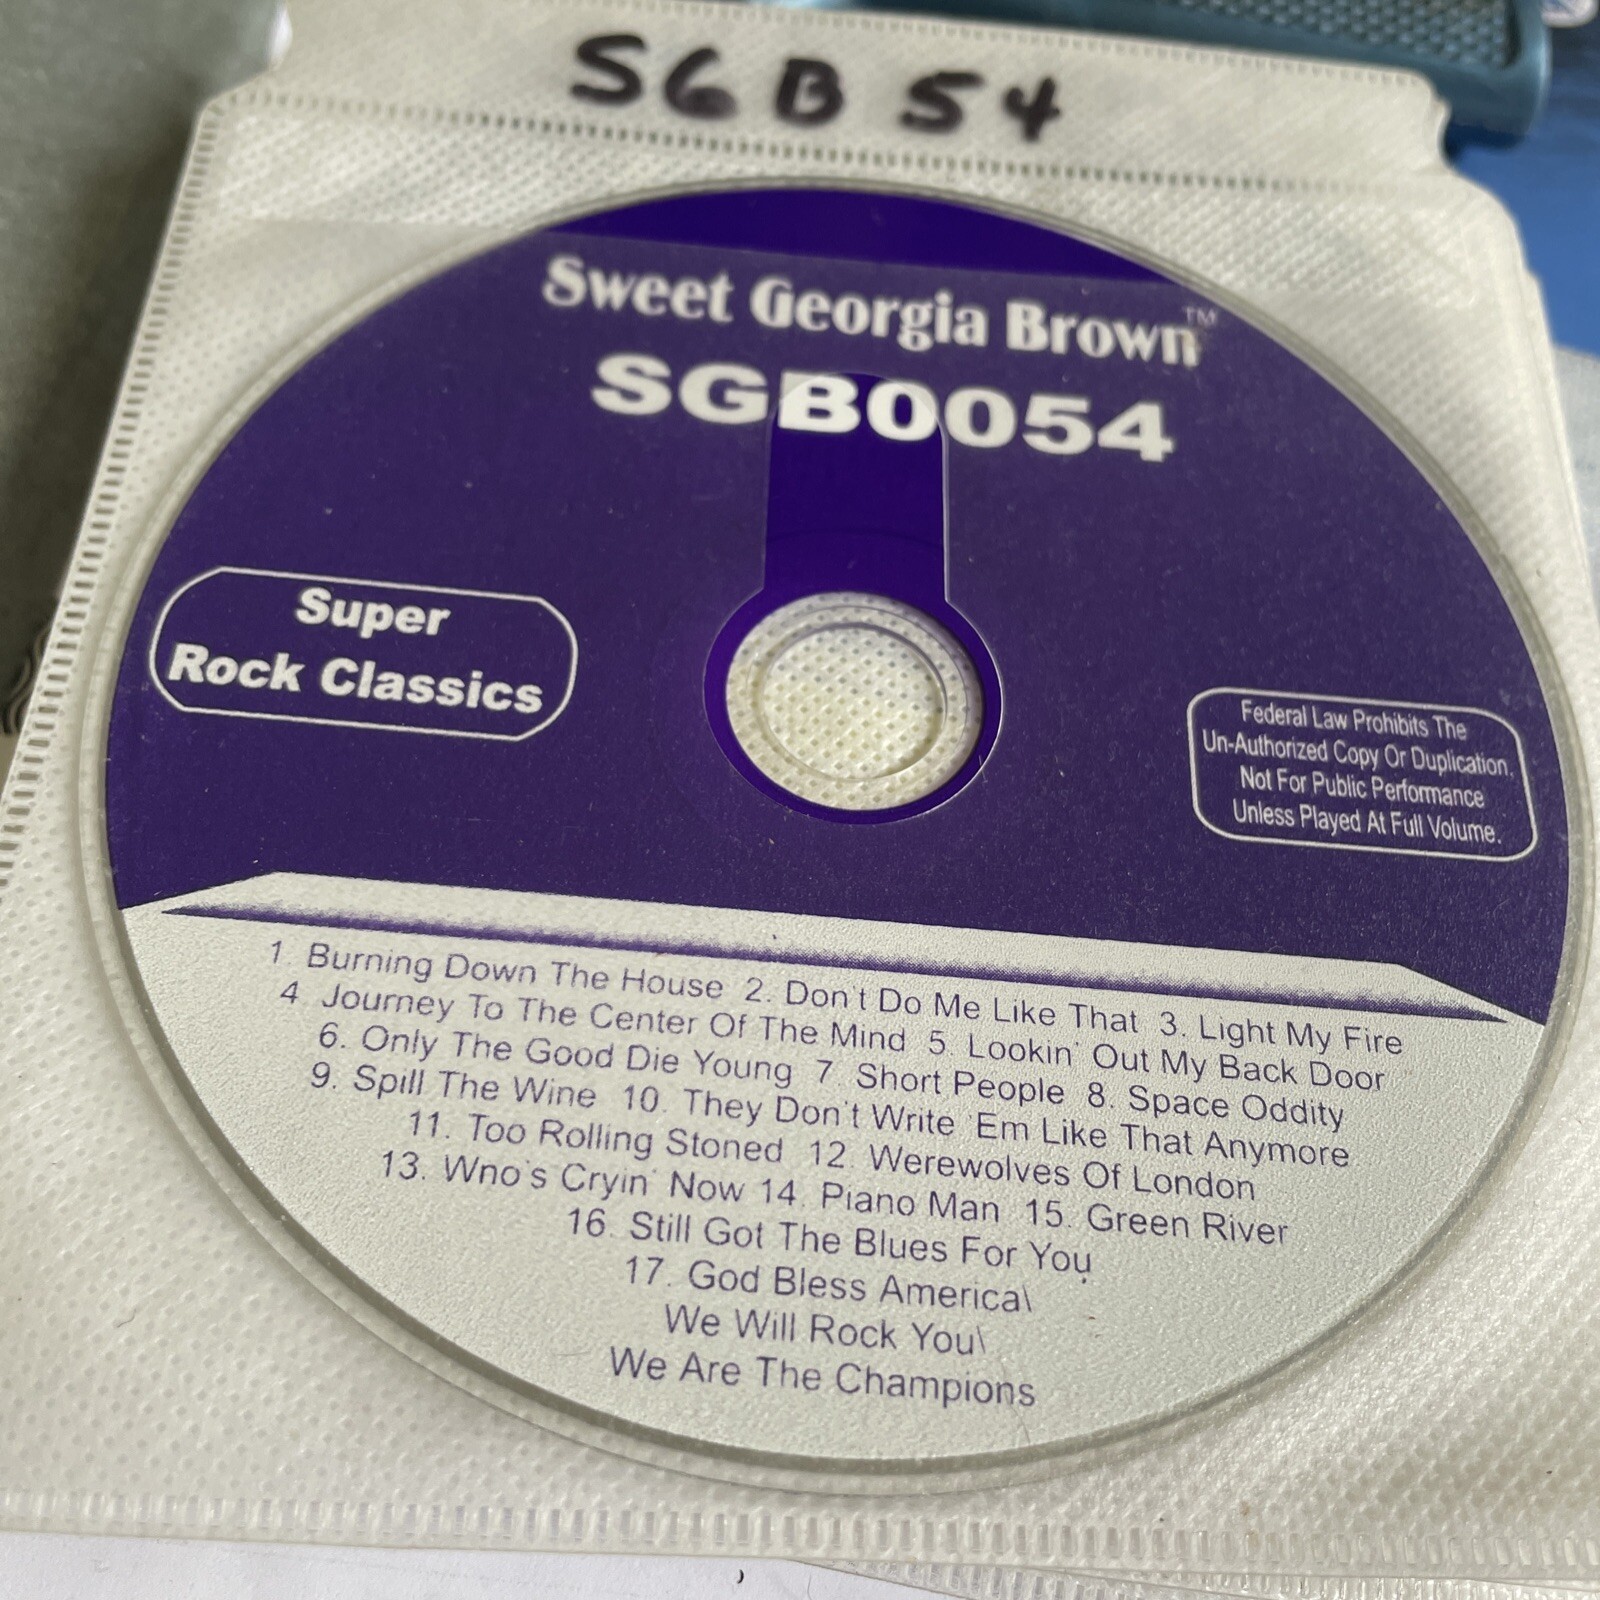 SGB 54
Sweet Georgia Brown™
SGB0054
Super
Rock Classics
Federal Law Prohibits The
Un-Authorized Copy Or Duplication.
Not For Public Performance
Unless Played At Full Volume.
1. Burning Down The House 2. Don't Do Me Like That 3. Light My Fire
4 Journey To The Center Of The Mind 5. Lookin' Out My Back Door
6. Only The Good Die Young 7 Short People 8. Space Oddity
9. Spill The Wine 10. They Don't Write 'Em Like That Anymore
11. Too Rolling Stoned 12. Werewolves Of London
13. Wno's Cryin' Now 14. Piano Man 15. Green River
16. Still Got The Blues For You
17. God Bless America\
We Will Rock You\
We Are The Champions